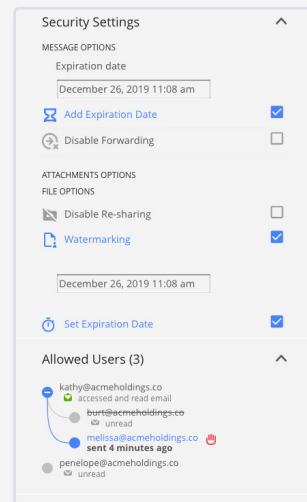 Security Settings
MESSAGE OPTIONS
Expiration date
December 26, 2019 11:08 am
Add Expiration Date
Disable Forwarding
ATTACHMENTS OPTIONS
FILE OPTIONS
Disable Re-sharing
Watermarking
December 26, 2019 11:08 am
Set Expiration Date
Allowed Users (3)
kathy@acmeholdings.co
accessed and read email
burt@acmeholdings.co
unread
melissa@acmeholdings.co
sent 4 minutes ago
penelope@acmeholdings.co
unread